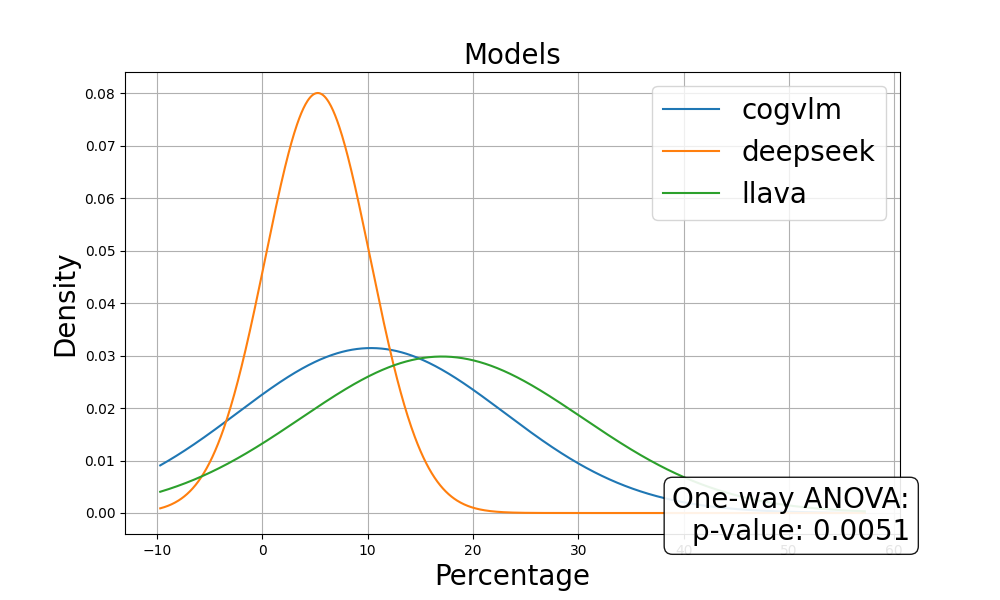 Models
cogvlm
deepseek
llava
0.08
0.07
0.06
0.05
0.04
0.03
0.02
0.01
0.00
Density
One-way ANOVA:
p-value: 0.0051
−10 0 10 20 30 40 50 60
Percentage